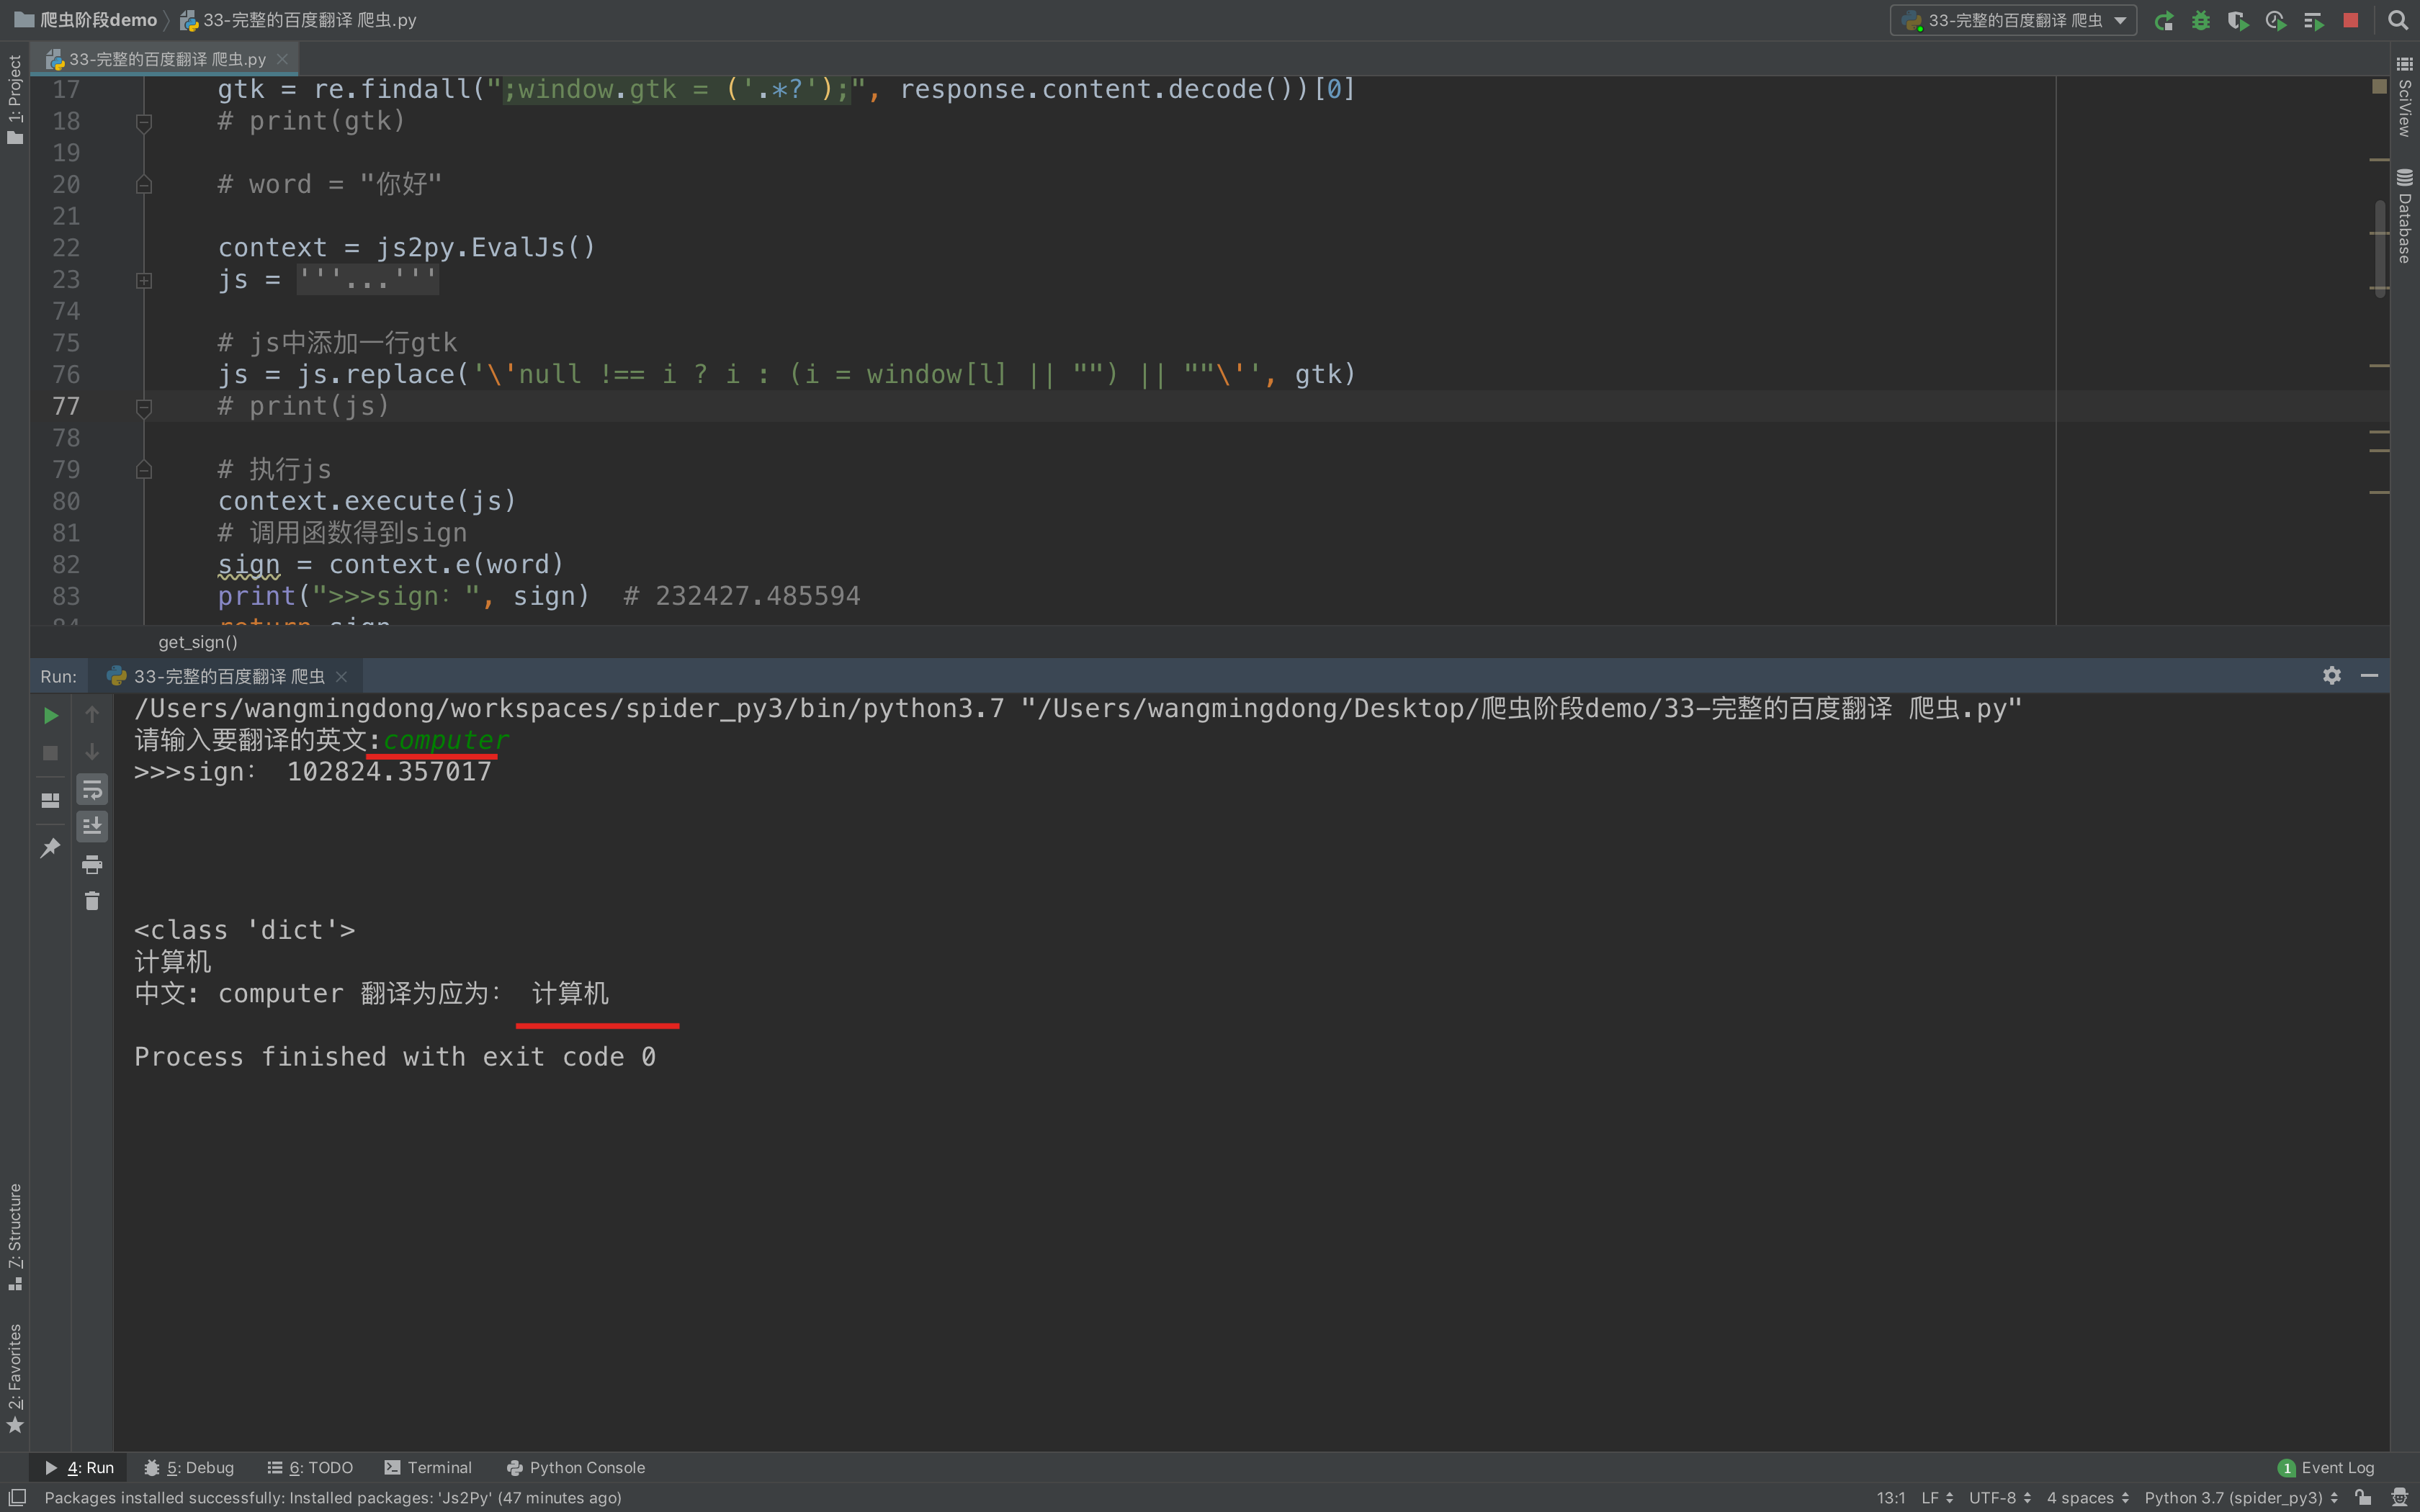 爬虫阶段demo 33-完整的百度翻译 爬虫.py 33-完整的百度翻译 爬虫
33-完整的百度翻译 爬虫.py
1: Project
SciView
Database
17 gtk = re.findall(";window.gtk = ('.*?');", response.content.decode())[0]
18 # print(gtk)
19
20 # word = "你好"
21
22 context = js2py.EvalJs()
23 js = '''...'''
74
75 # js中添加一行gtk
76 js = js.replace('\'null !== i ? i : (i = window[l] || "") || ""\'', gtk)
77 # print(js)
78
79 # 执行js
80 context.execute(js)
81 # 调用函数得到sign
82 sign = context.e(word)
83 print(">>>sign：", sign)  # 232427.485594
84 return sign
get_sign()
Run: 33-完整的百度翻译 爬虫
/Users/wangmingdong/workspaces/spider_py3/bin/python3.7 "/Users/wangmingdong/Desktop/爬虫阶段demo/33-完整的百度翻译 爬虫.py"
请输入要翻译的英文:computer
>>>sign： 102824.357017
<class 'dict'>
计算机
中文: computer 翻译为应为： 计算机
Process finished with exit code 0
7: Structure
2: Favorites
4: Run 5: Debug 6: TODO Terminal Python Console 1 Event Log
Packages installed successfully: Installed packages: 'Js2Py' (47 minutes ago) 13:1 LF UTF-8 4 spaces Python 3.7 (spider_py3)